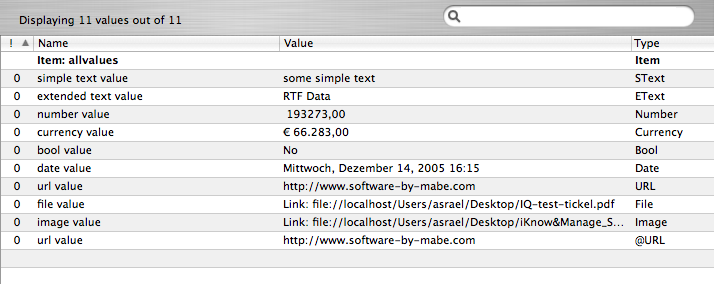 Displaying 11 values out of 11
! Name Value Type
Item: allvalues Item
0 simple text value some simple text SText
0 extended text value RTF Data EText
0 number value 193273,00 Number
0 currency value € 66.283,00 Currency
0 bool value No Bool
0 date value Mittwoch, Dezember 14, 2005 16:15 Date
0 url value http://www.software-by-mabe.com URL
0 file value Link: file://localhost/Users/asrael/Desktop/IQ-test-tickel.pdf File
0 image value Link: file://localhost/Users/asrael/Desktop/iKnow&Manage_S... Image
0 url value http://www.software-by-mabe.com @URL